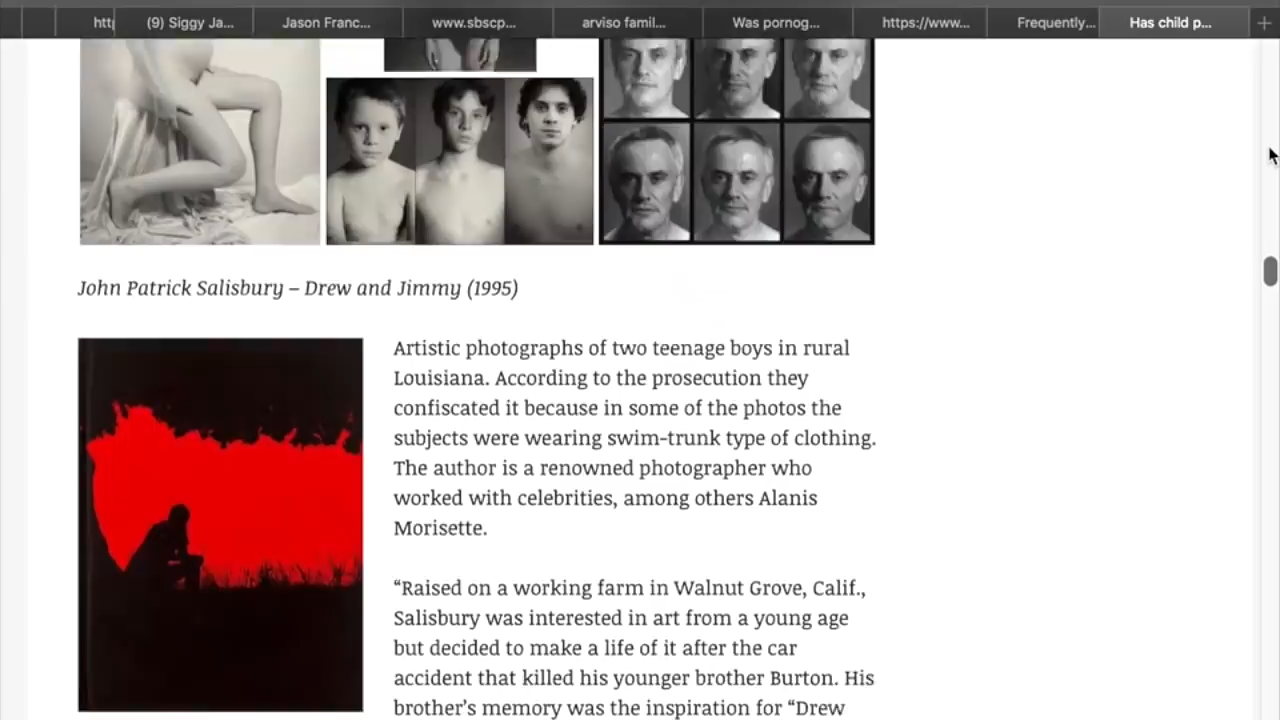 htt
(9) Siggy Ja...
Jason Franc...
www.sbscp...
arviso famil...
Was pornog...
https://www...
Frequently...
Has child p...
John Patrick Salisbury – Drew and Jimmy (1995)
Artistic photographs of two teenage boys in rural
Louisiana. According to the prosecution they
confiscated it because in some of the photos the
subjects were wearing swim-trunk type of clothing.
The author is a renowned photographer who
worked with celebrities, among others Alanis
Morisette.
“Raised on a working farm in Walnut Grove, Calif.,
Salisbury was interested in art from a young age
but decided to make a life of it after the car
accident that killed his younger brother Burton. His
brother’s memory was the inspiration for “Drew